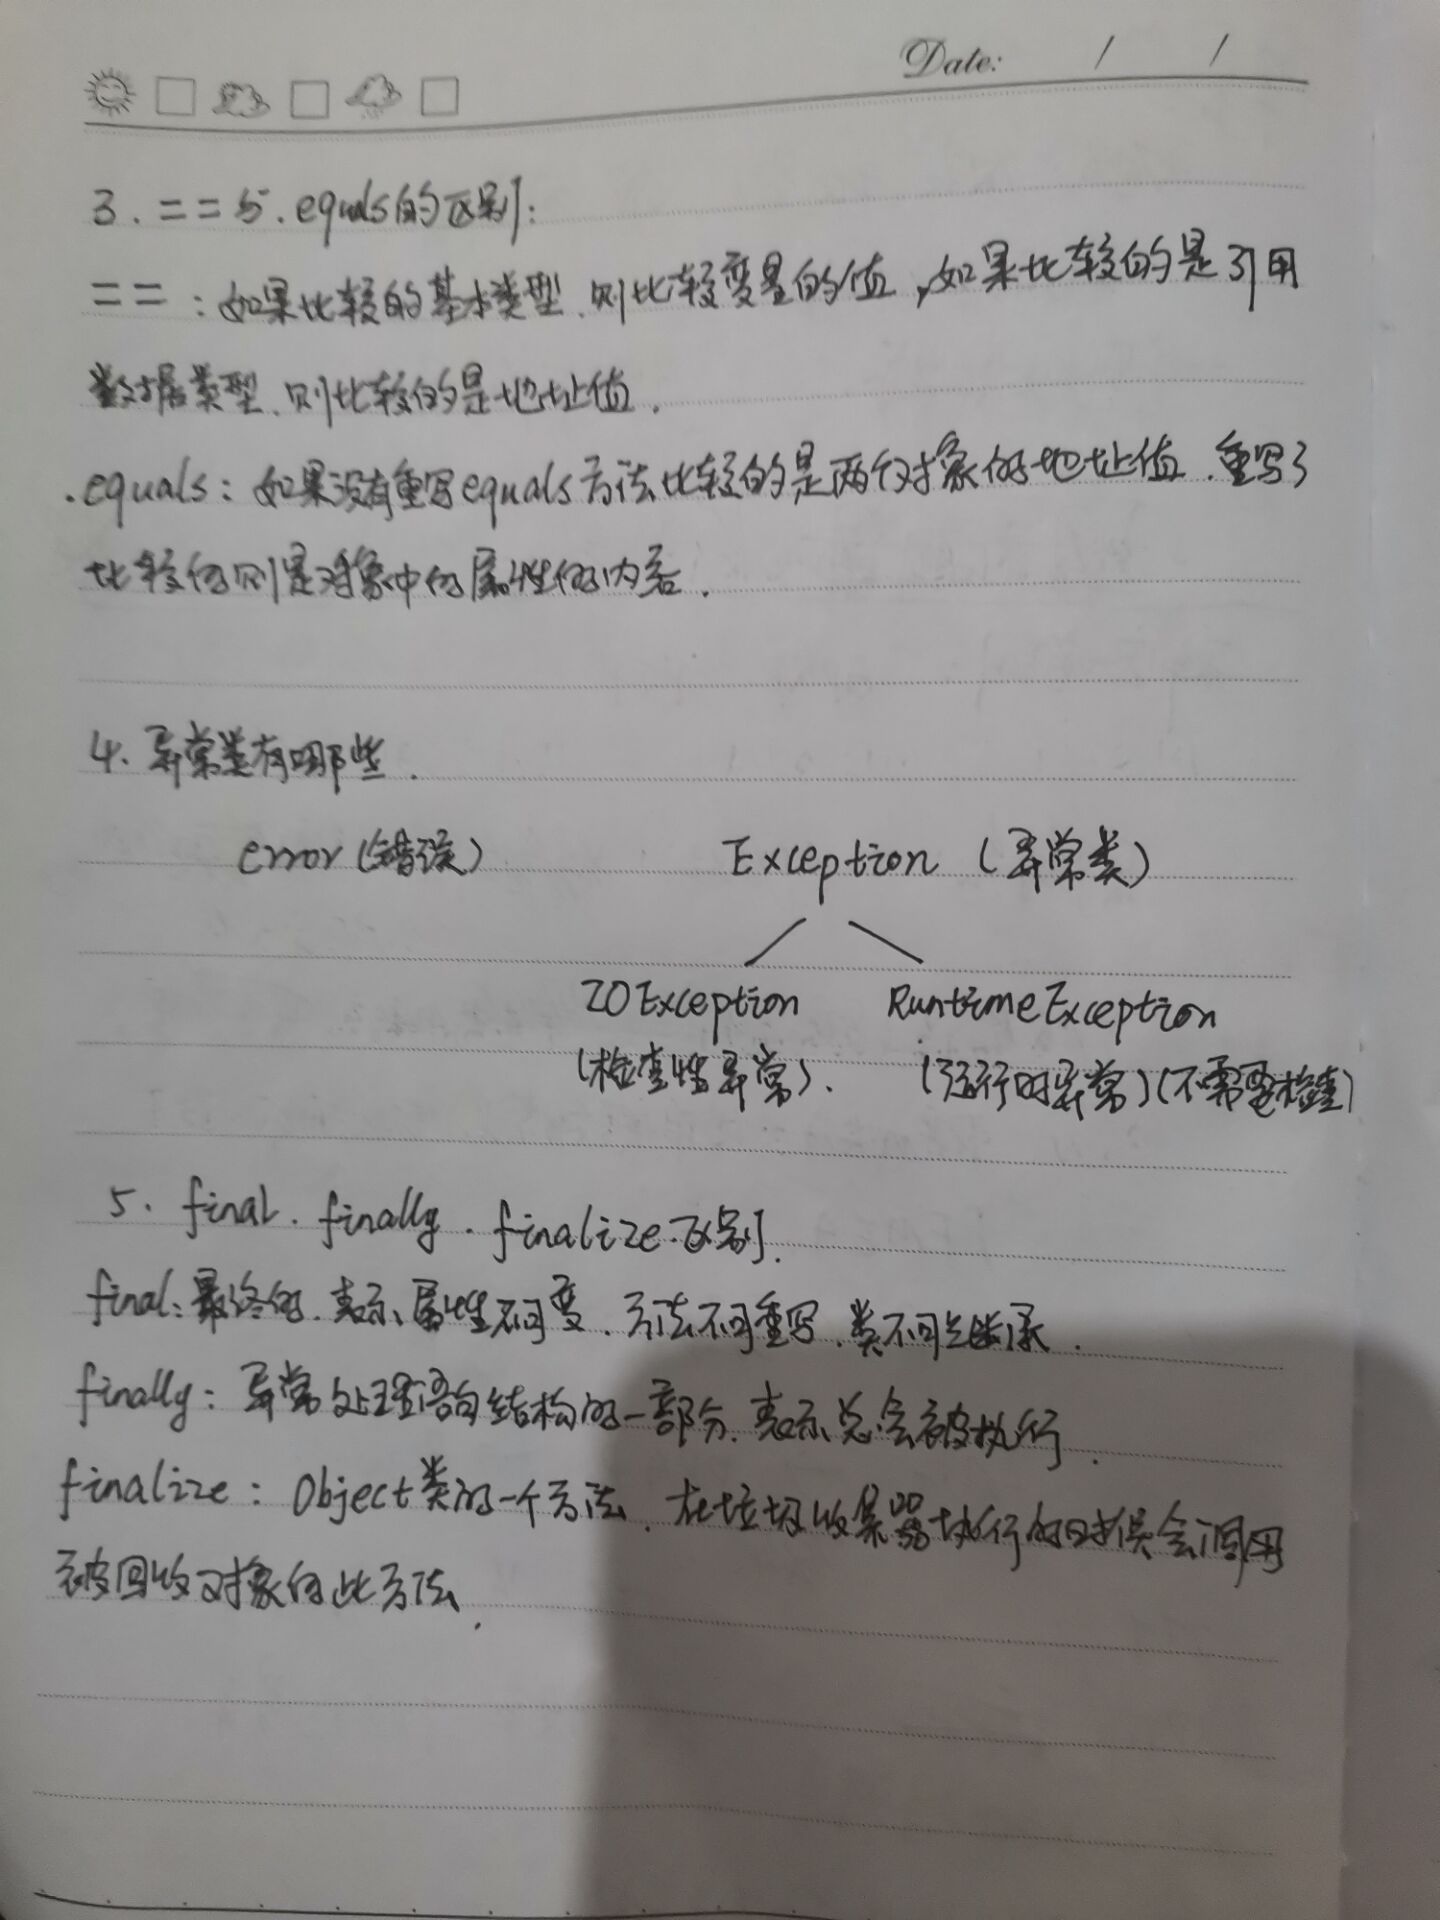 Date: / /
3. ==与.equals的区别:
==:如果比较的基本类型.则比较变量的值,如果比较的是引用
数据类型.则比较的是地址值.
.equals:如果没有重写equals方法比较的是两个对象的地址值.重写了
比较的则是对象中的属性的内容.
4.异常类有哪些.
error(错误) Exception (异常类)
IOException RuntimeException
(检查性异常). (运行时异常)(不需要检查)
5. final. finally. finalize.区别.
final:最终的.表示属性不可变.方法不可重写.类不可继承.
finally:异常处理语句结构的一部分.表示总会被执行.
finalize: Object类的一个方法.在垃圾收集器执行的时候会调用
被回收对象的此方法.